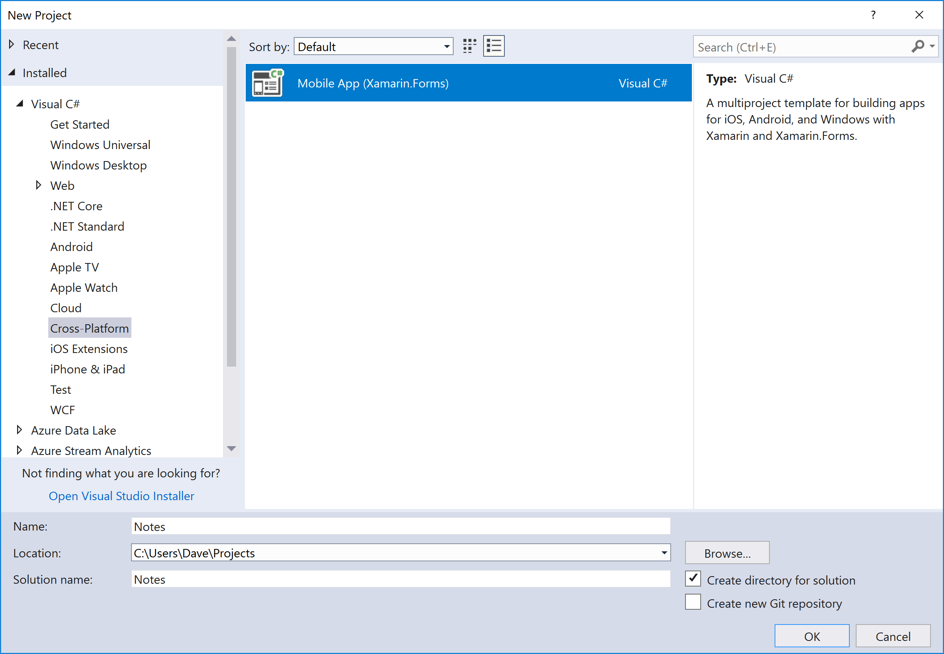 New Project
?
Recent
Installed
Visual C#
Get Started
Windows Universal
Windows Desktop
Web
.NET Core
.NET Standard
Android
Apple TV
Apple Watch
Cloud
Cross-Platform
iOS Extensions
iPhone & iPad
Test
WCF
Azure Data Lake
Azure Stream Analytics
Not finding what you are looking for?
Open Visual Studio Installer
Sort by: Default
C#
Mobile App (Xamarin.Forms) Visual C#
Search (Ctrl+E)
Type: Visual C#
A multiproject template for building apps
for iOS, Android, and Windows with
Xamarin and Xamarin.Forms.
Name: Notes
Location: C:\Users\Dave\Projects Browse...
Solution name: Notes
Create directory for solution
Create new Git repository
OK Cancel